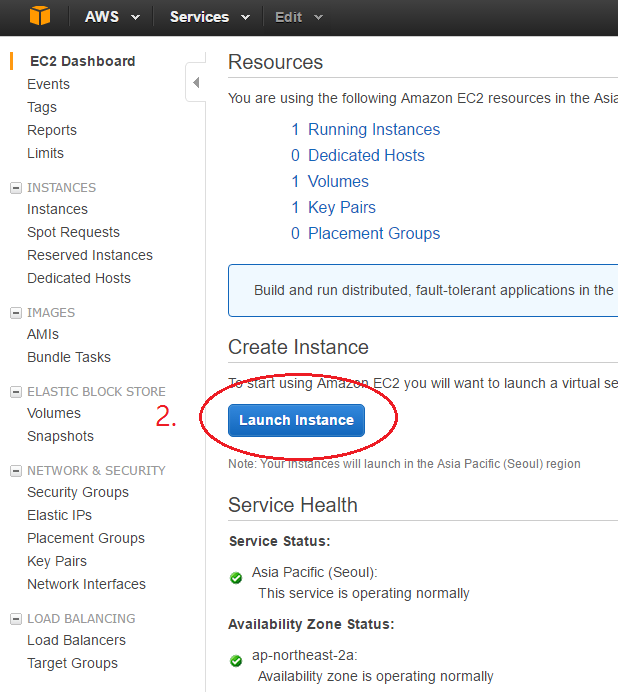 AWS Services Edit
EC2 Dashboard
Events
Tags
Reports
Limits
INSTANCES
Instances
Spot Requests
Reserved Instances
Dedicated Hosts
IMAGES
AMIs
Bundle Tasks
ELASTIC BLOCK STORE
Volumes
Snapshots
NETWORK & SECURITY
Security Groups
Elastic IPs
Placement Groups
Key Pairs
Network Interfaces
LOAD BALANCING
Load Balancers
Target Groups
Resources
You are using the following Amazon EC2 resources in the Asia
1 Running Instances
0 Dedicated Hosts
1 Volumes
1 Key Pairs
0 Placement Groups
Build and run distributed, fault-tolerant applications in the
Create Instance
To start using Amazon EC2 you will want to launch a virtual se
2.
Launch Instance
Note: Your instances will launch in the Asia Pacific (Seoul) region
Service Health
Service Status:
Asia Pacific (Seoul):
This service is operating normally
Availability Zone Status:
ap-northeast-2a:
Availability zone is operating normally